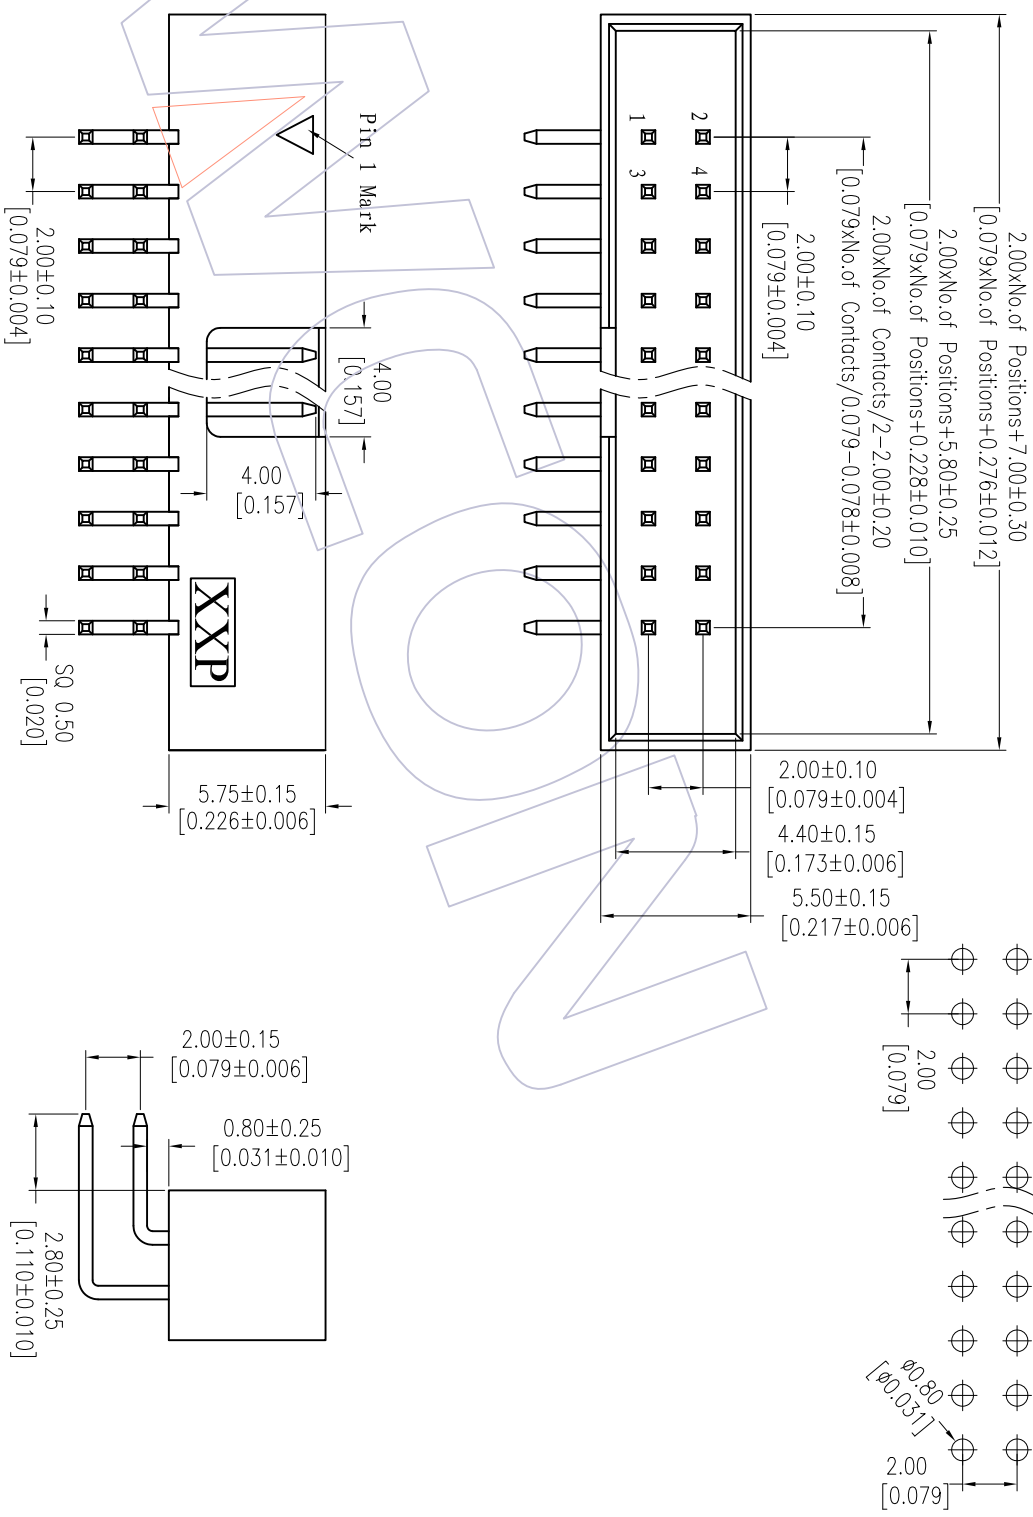 2.00xNo.of Positions+7.00±0.30
[0.079xNo.of Positions+0.276±0.012]
2.00xNo.of Positions+5.80±0.25
[0.079xNo.of Positions+0.228±0.010]
2.00xNo.of Contacts/2-2.00±0.20
[0.079xNo.of Contacts/0.079-0.078±0.008]
2.00±0.10
[0.079±0.004]
2
4
1
3
2.00±0.10
[0.079±0.004]
4.40±0.15
[0.173±0.006]
5.50±0.15
[0.217±0.006]
Pin 1 Mark
4.00
[0.157]
4.00
[0.157]
2.00±0.10
[0.079±0.004]
XXP
SQ 0.50
[0.020]
5.75±0.15
[0.226±0.006]
2.00
[0.079]
ø0.80
[ø0.031]
2.00
[0.079]
2.00±0.15
[0.079±0.006]
0.80±0.25
[0.031±0.010]
2.80±0.25
[0.110±0.010]